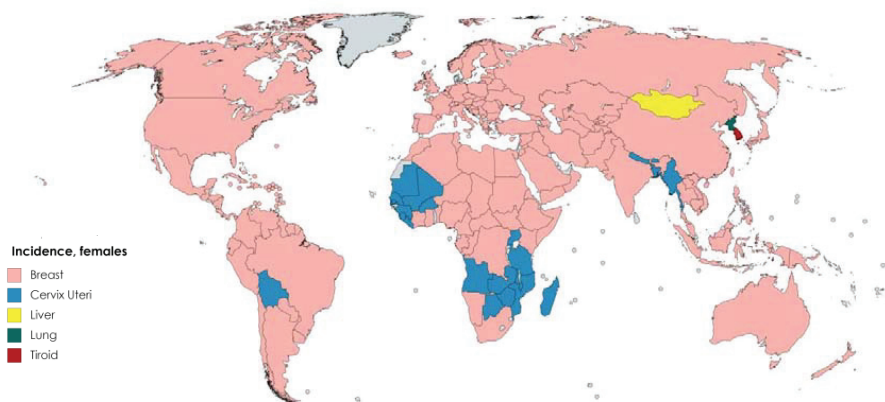 Incidence, females
Breast
Cervix Uteri
Liver
Lung
Tiroid